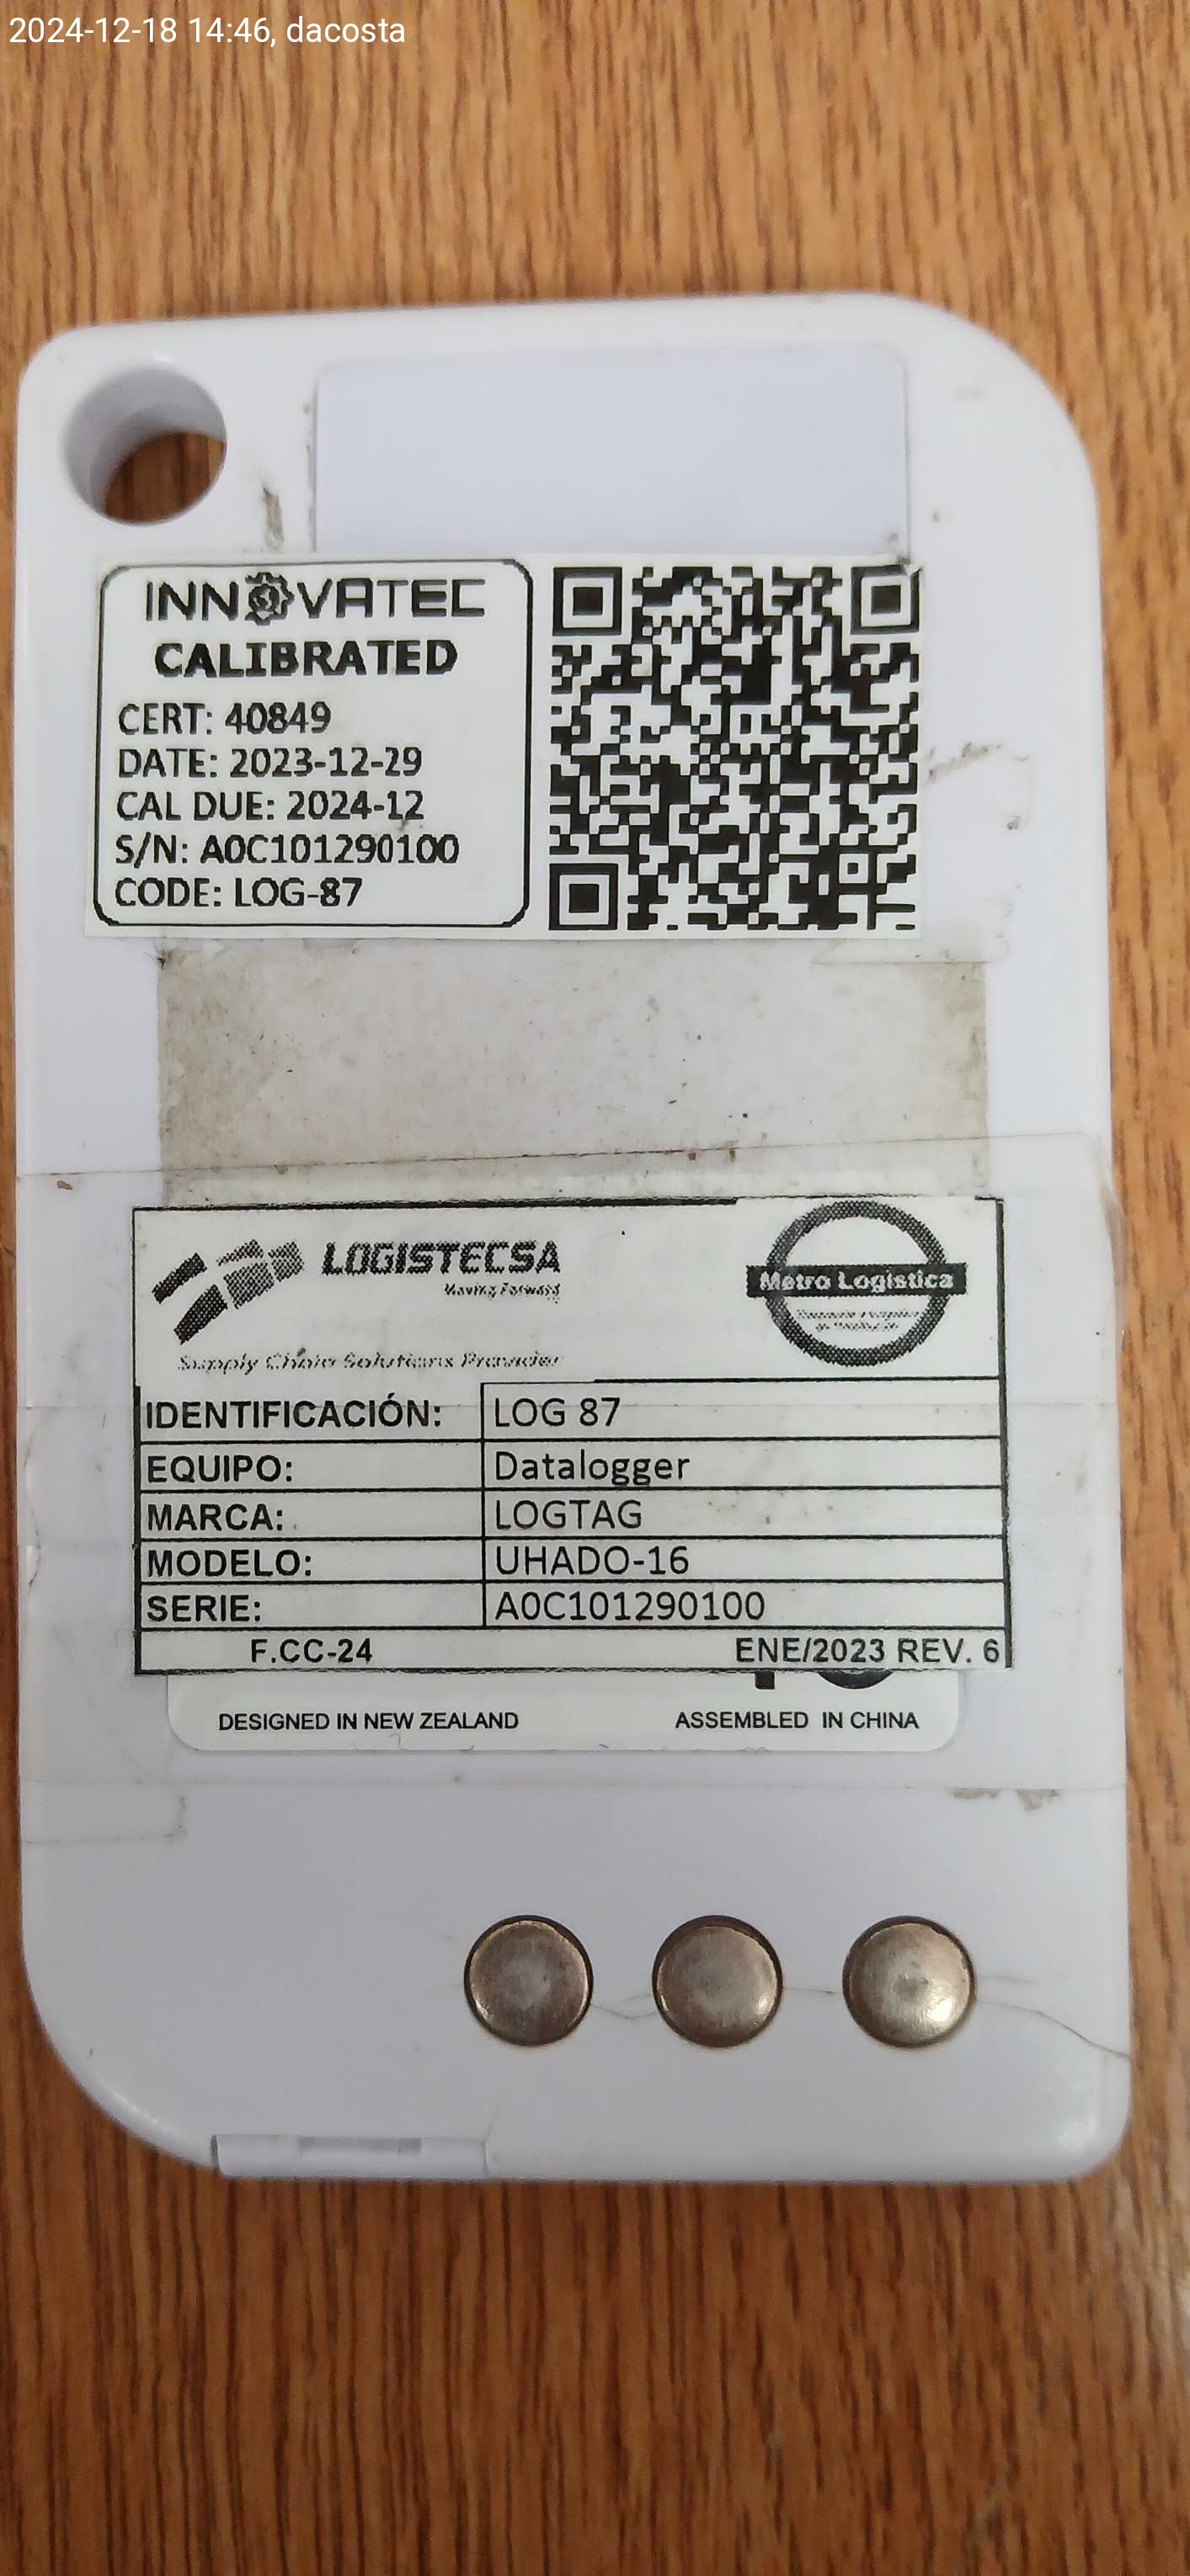 2024-12-18 14:46, dacosta
INNOVATEC
CALIBRATED
CERT: 40849
DATE: 2023-12-29
CAL DUE: 2024-12
S/N: A0C101290100
CODE: LOG-87
LOGISTECSA
Moving Forward
Supply Chain Solutions Provider
Metro Logistica
IDENTIFICACIÓN: LOG 87
EQUIPO: Datalogger
MARCA: LOGTAG
MODELO: UHADO-16
SERIE: A0C101290100
F.CC-24 ENE/2023 REV. 6
DESIGNED IN NEW ZEALAND ASSEMBLED IN CHINA